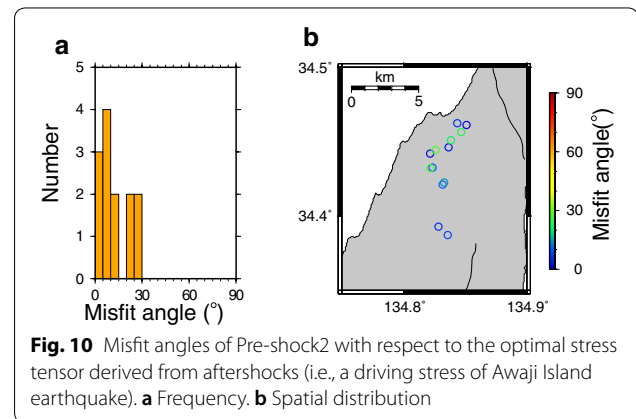 a
b
5
4
3
2
1
0
Number
0 30 60 90
Misfit angle (°)
34.5˚
34.4˚
km
0 5
134.8˚ 134.9˚
90
60
30
0
Misfit angle(°)
Fig. 10 Misfit angles of Pre-shock2 with respect to the optimal stress
tensor derived from aftershocks (i.e., a driving stress of Awaji Island
earthquake). a Frequency. b Spatial distribution